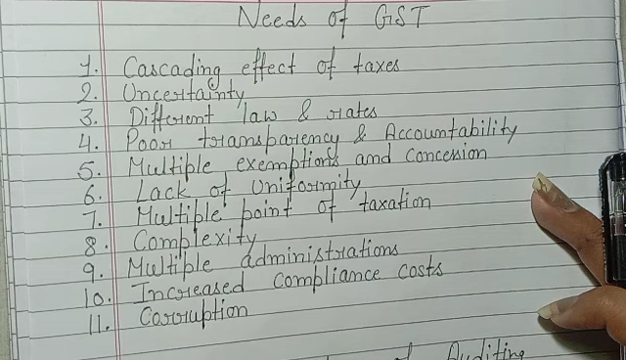 Needs of GST
1. Cascading effect of taxes
2. Uncertainty
3. Different law & rates
4. Poor transparency & Accountability
5. Multiple exemptions and concession
6. Lack of Uniformity
7. Multiple point of taxation
8. Complexity
9. Multiple administrations
10. Increased compliance costs
11. Corruption
of Auditing